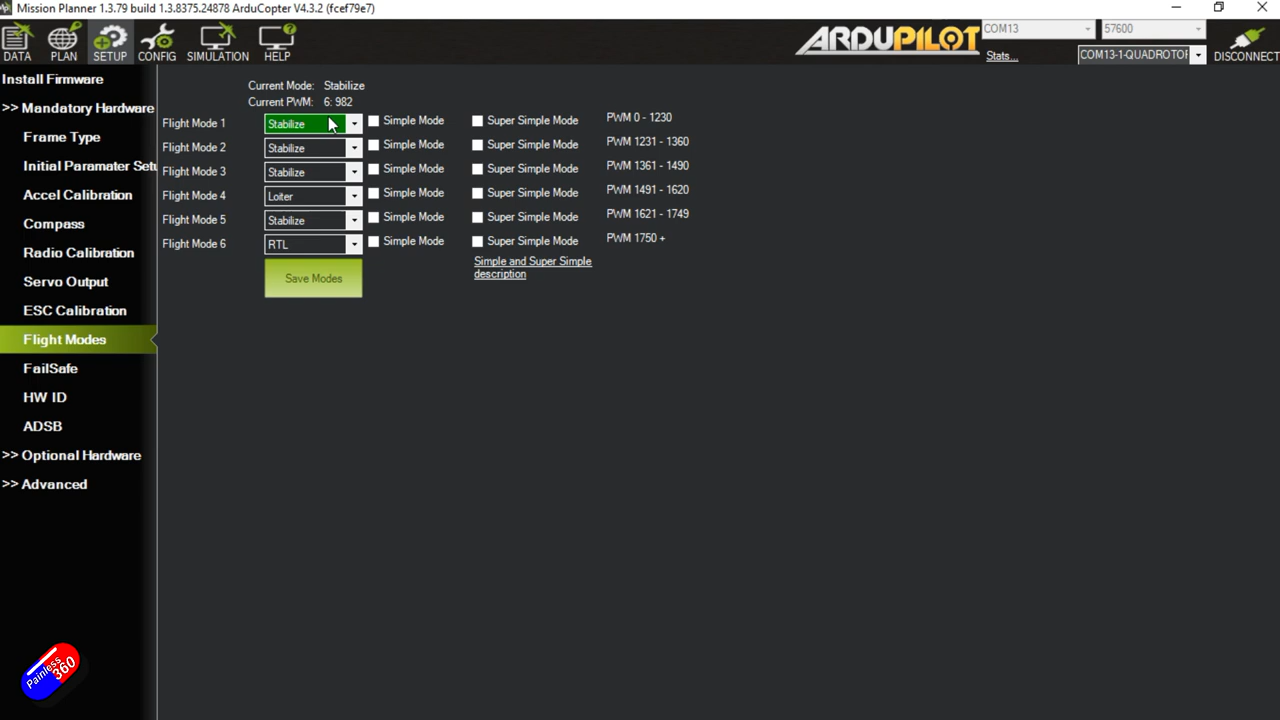 Mission Planner 1.3.79 build 1.3.8375.24878 ArduCopter V4.3.2 (fcef79e7)
DATA PLAN SETUP CONFIG SIMULATION HELP
ARDUPILOT
COM13 57600
Stats... COM13-1-QUADROTOR DISCONNECT
Install Firmware
>> Mandatory Hardware
Frame Type
Initial Paramater Setu
Accel Calibration
Compass
Radio Calibration
Servo Output
ESC Calibration
Flight Modes
FailSafe
HW ID
ADSB
>> Optional Hardware
>> Advanced
Current Mode: Stabilize
Current PWM: 6: 982
Flight Mode 1 Stabilize Simple Mode Super Simple Mode PWM 0 - 1230
Flight Mode 2 Stabilize Simple Mode Super Simple Mode PWM 1231 - 1360
Flight Mode 3 Stabilize Simple Mode Super Simple Mode PWM 1361 - 1490
Flight Mode 4 Loiter Simple Mode Super Simple Mode PWM 1491 - 1620
Flight Mode 5 Stabilize Simple Mode Super Simple Mode PWM 1621 - 1749
Flight Mode 6 RTL Simple Mode Super Simple Mode PWM 1750 +
Simple and Super Simple
description
Save Modes
Painless360